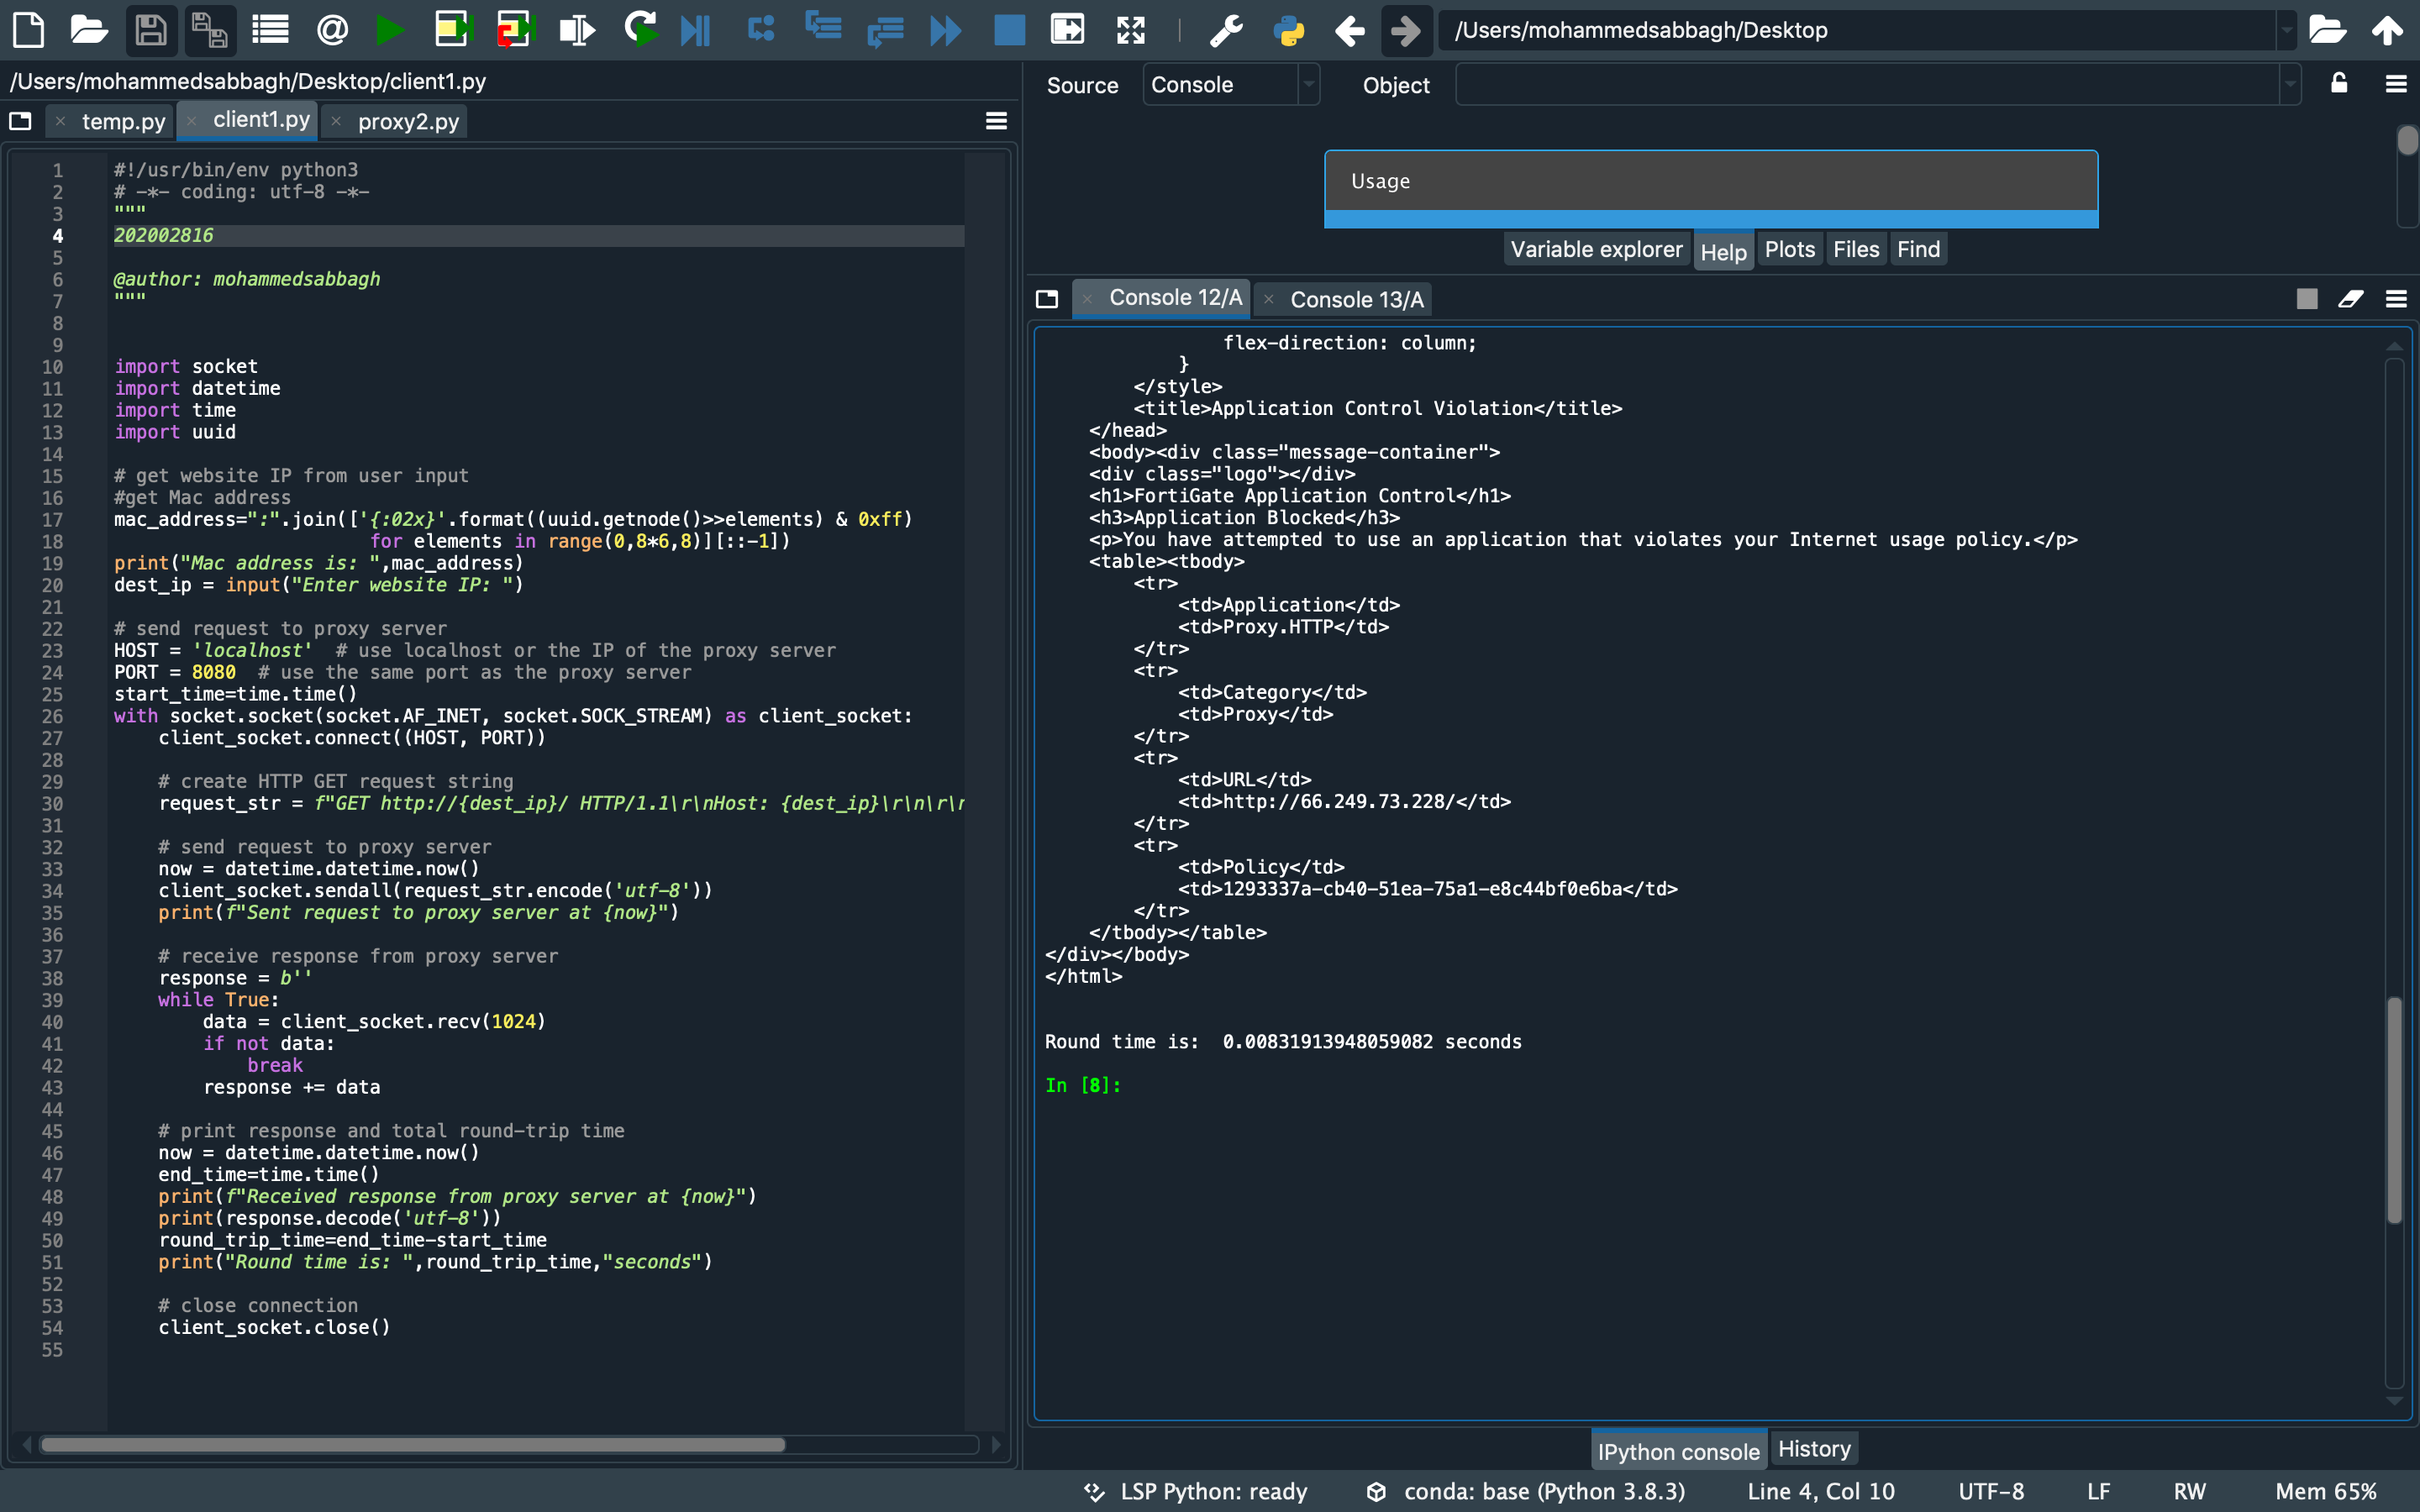 /Users/mohammedsabbagh/Desktop
/Users/mohammedsabbagh/Desktop/client1.py
temp.py
client1.py
proxy2.py
1 #!/usr/bin/env python3
2 # -*- coding: utf-8 -*-
3 """
4 202002816
5
6 @author: mohammedsabbagh
7 """
8
9
10 import socket
11 import datetime
12 import time
13 import uuid
14
15 # get website IP from user input
16 #get Mac address
17 mac_address=":".join(['{:02x}'.format((uuid.getnode()>>elements) & 0xff)
18 for elements in range(0,8*6,8)][::-1])
19 print("Mac address is: ",mac_address)
20 dest_ip = input("Enter website IP: ")
21
22 # send request to proxy server
23 HOST = 'localhost'  # use localhost or the IP of the proxy server
24 PORT = 8080  # use the same port as the proxy server
25 start_time=time.time()
26 with socket.socket(socket.AF_INET, socket.SOCK_STREAM) as client_socket:
27     client_socket.connect((HOST, PORT))
28
29     # create HTTP GET request string
30     request_str = f"GET http://{dest_ip}/ HTTP/1.1\r\nHost: {dest_ip}\r\n\r\
31
32     # send request to proxy server
33     now = datetime.datetime.now()
34     client_socket.sendall(request_str.encode('utf-8'))
35     print(f"Sent request to proxy server at {now}")
36
37     # receive response from proxy server
38     response = b''
39     while True:
40         data = client_socket.recv(1024)
41         if not data:
42             break
43         response += data
44
45     # print response and total round-trip time
46     now = datetime.datetime.now()
47     end_time=time.time()
48     print(f"Received response from proxy server at {now}")
49     print(response.decode('utf-8'))
50     round_trip_time=end_time-start_time
51     print("Round time is: ",round_trip_time,"seconds")
52
53     # close connection
54     client_socket.close()
55
Source Console Object
Usage
Variable explorer Help Plots Files Find
Console 12/A Console 13/A
flex-direction: column;
}
</style>
<title>Application Control Violation</title>
</head>
<body><div class="message-container">
<div class="logo"></div>
<h1>FortiGate Application Control</h1>
<h3>Application Blocked</h3>
<p>You have attempted to use an application that violates your Internet usage policy.</p>
<table><tbody>
<tr>
<td>Application</td>
<td>Proxy.HTTP</td>
</tr>
<tr>
<td>Category</td>
<td>Proxy</td>
</tr>
<tr>
<td>URL</td>
<td>http://66.249.73.228/</td>
</tr>
<tr>
<td>Policy</td>
<td>1293337a-cb40-51ea-75a1-e8c44bf0e6ba</td>
</tr>
</tbody></table>
</div></body>
</html>
Round time is:  0.00831913948059082 seconds
In [8]:
IPython console History
LSP Python: ready conda: base (Python 3.8.3) Line 4, Col 10 UTF-8 LF RW Mem 65%